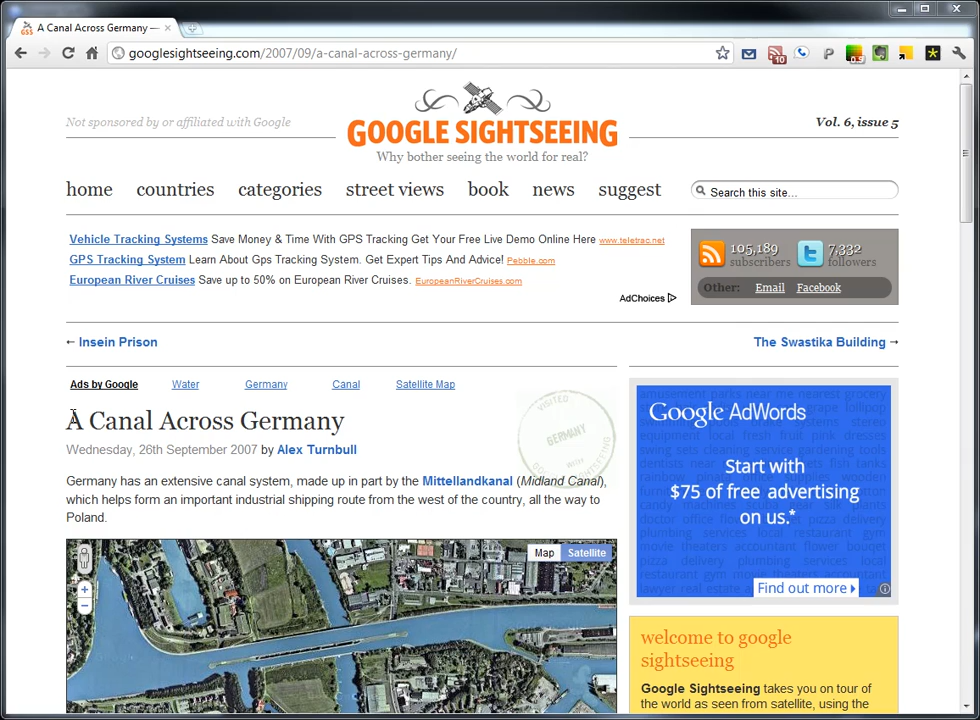 A Canal Across Germany —
googlesightseeing.com/2007/09/a-canal-across-germany/
10
0.5
Not sponsored by or affiliated with Google
GOOGLE SIGHTSEEING
Vol. 6, issue 5
Why bother seeing the world for real?
home countries categories street views book news suggest
Search this site...
Vehicle Tracking Systems Save Money & Time With GPS Tracking Get Your Free Live Demo Online Here www.teletrac.net
GPS Tracking System Learn About Gps Tracking System. Get Expert Tips And Advice! Pebble.com
European River Cruises Save up to 50% on European River Cruises. EuropeanRiverCruises.com
AdChoices
105,189 subscribers
7,332 followers
Other: Email Facebook
← Insein Prison
The Swastika Building →
Ads by Google Water Germany Canal Satellite Map
A Canal Across Germany
VISITED
GERMANY
Wednesday, 26th September 2007 by Alex Turnbull
Germany has an extensive canal system, made up in part by the Mittellandkanal (Midland Canal),
which helps form an important industrial shipping route from the west of the country, all the way to
Poland.
Map Satellite
Google AdWords
Start with
$75 of free advertising
on us.*
Find out more
welcome to google
sightseeing
Google Sightseeing takes you on tour of
the world as seen from satellite, using the